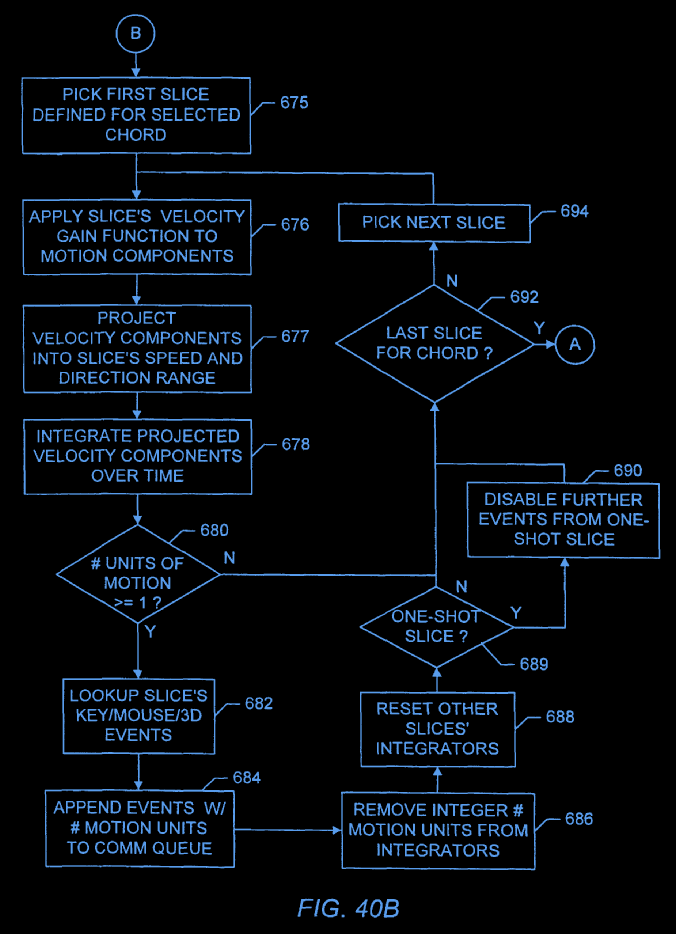 B
PICK FIRST SLICE
DEFINED FOR SELECTED
CHORD
675
APPLY SLICE'S VELOCITY
GAIN FUNCTION TO
MOTION COMPONENTS
676
PROJECT
VELOCITY COMPONENTS
INTO SLICE'S SPEED AND
DIRECTION RANGE
677
INTEGRATE PROJECTED
VELOCITY COMPONENTS
OVER TIME
678
# UNITS OF
MOTION
>= 1 ?
680
N
Y
LOOKUP SLICE'S
KEY/MOUSE/3D
EVENTS
682
APPEND EVENTS W/
# MOTION UNITS
TO COMM QUEUE
684
REMOVE INTEGER #
MOTION UNITS FROM
INTEGRATORS
686
RESET OTHER
SLICES'
INTEGRATORS
688
ONE-SHOT
SLICE ?
689
N
Y
DISABLE FURTHER
EVENTS FROM ONE-
SHOT SLICE
690
LAST SLICE
FOR CHORD ?
692
N
Y
A
PICK NEXT SLICE
694
FIG. 40B